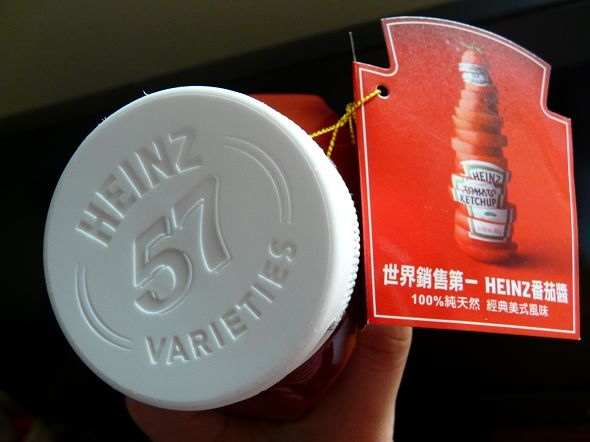 HEINZ
57
VARIETIES
HEINZ
TOMATO
KETCHUP
世界銷售第一 HEINZ番茄醬
100%純天然 經典美式風味